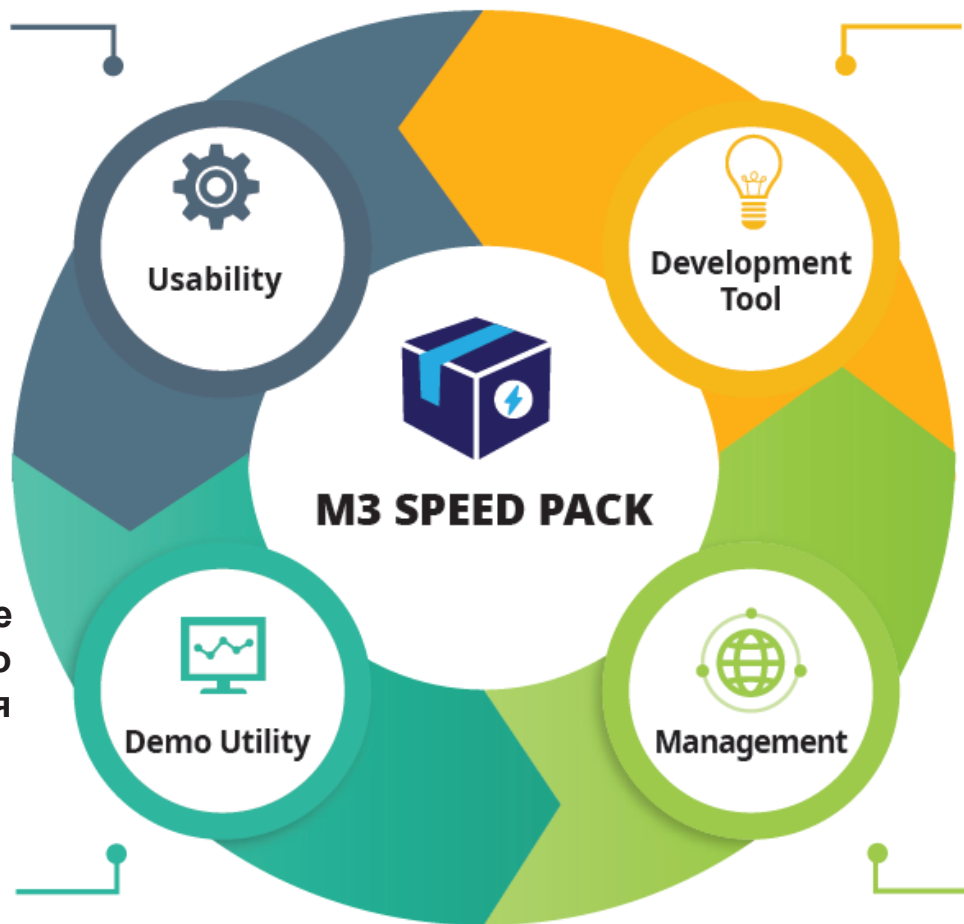 Usability
Development
Tool
M3 SPEED PACK
е
о
я
Demo Utility
Management